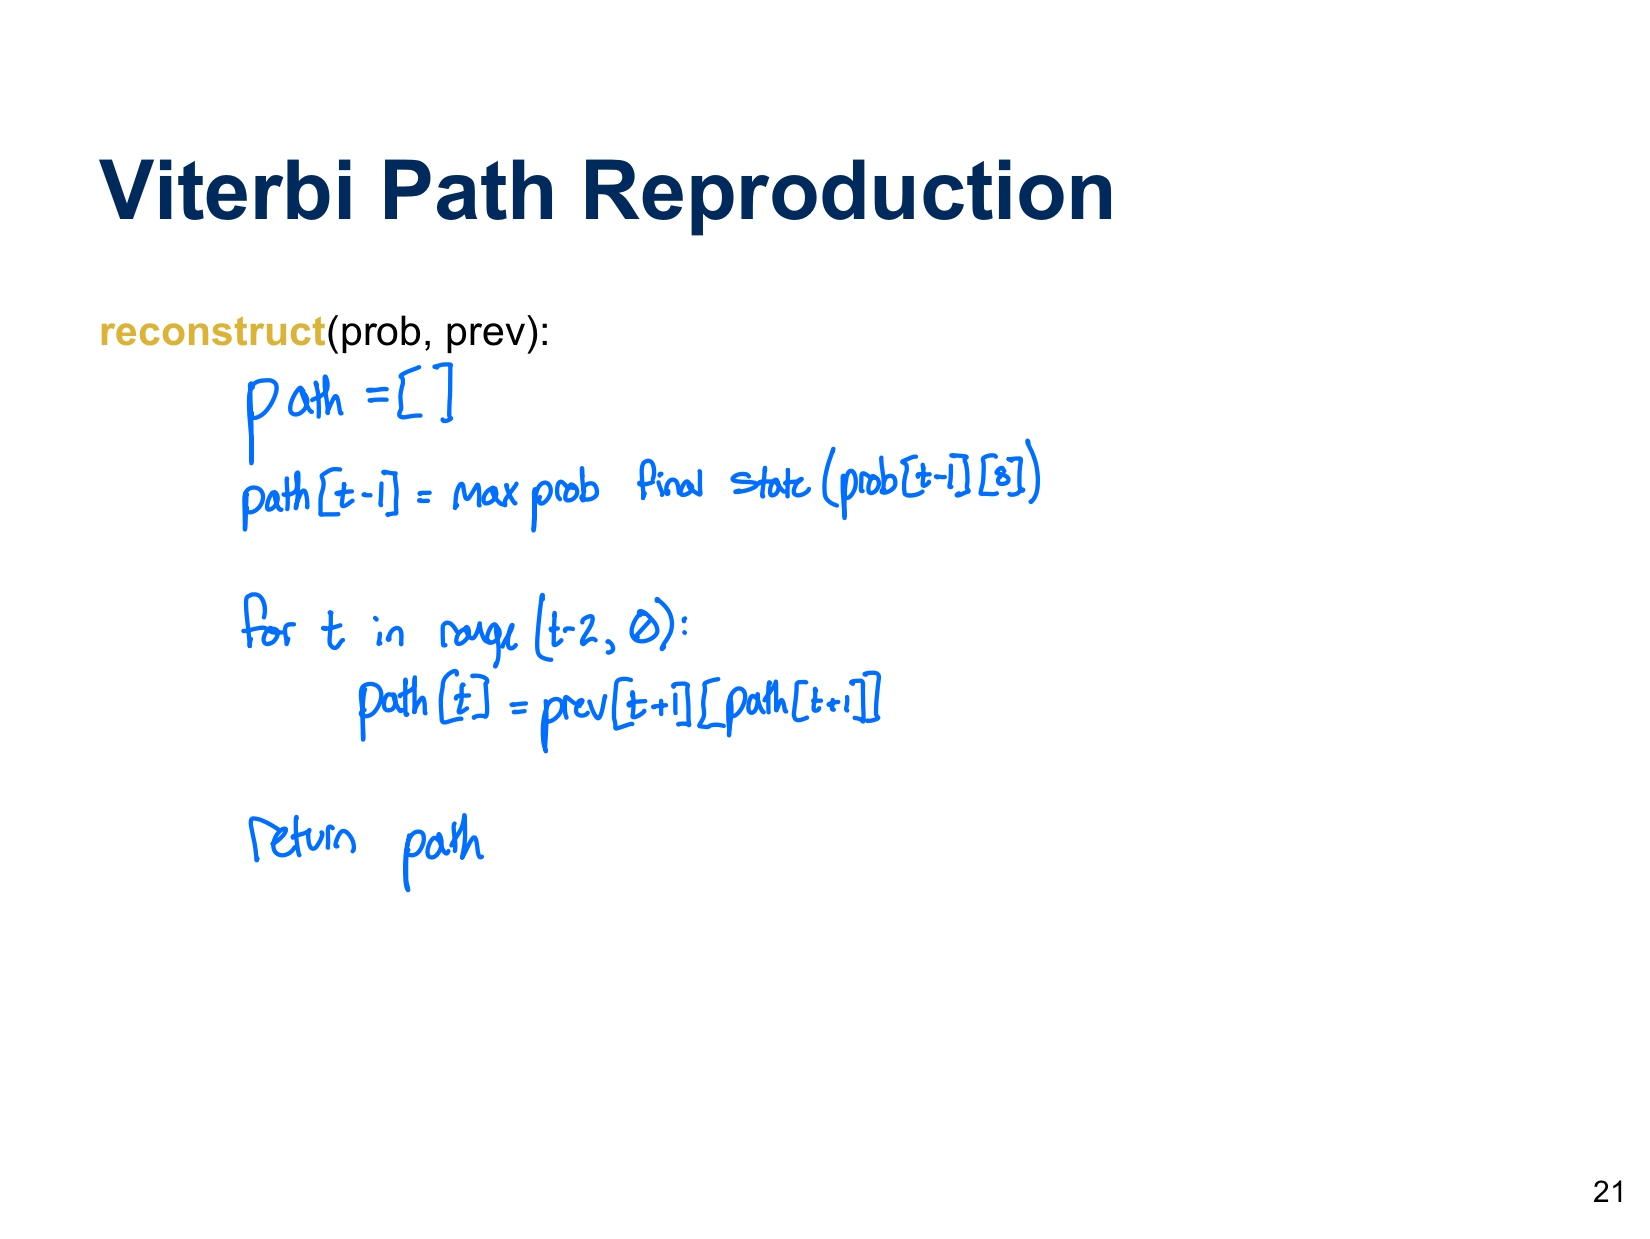 Viterbi Path Reproduction
reconstruct(prob, prev):
path = [ ]
path[t-1] = max prob final state (prob[t-1][s])
for t in range (t-2, 0):
path[t] = prev[t+1][path[t+1]]
return path
21